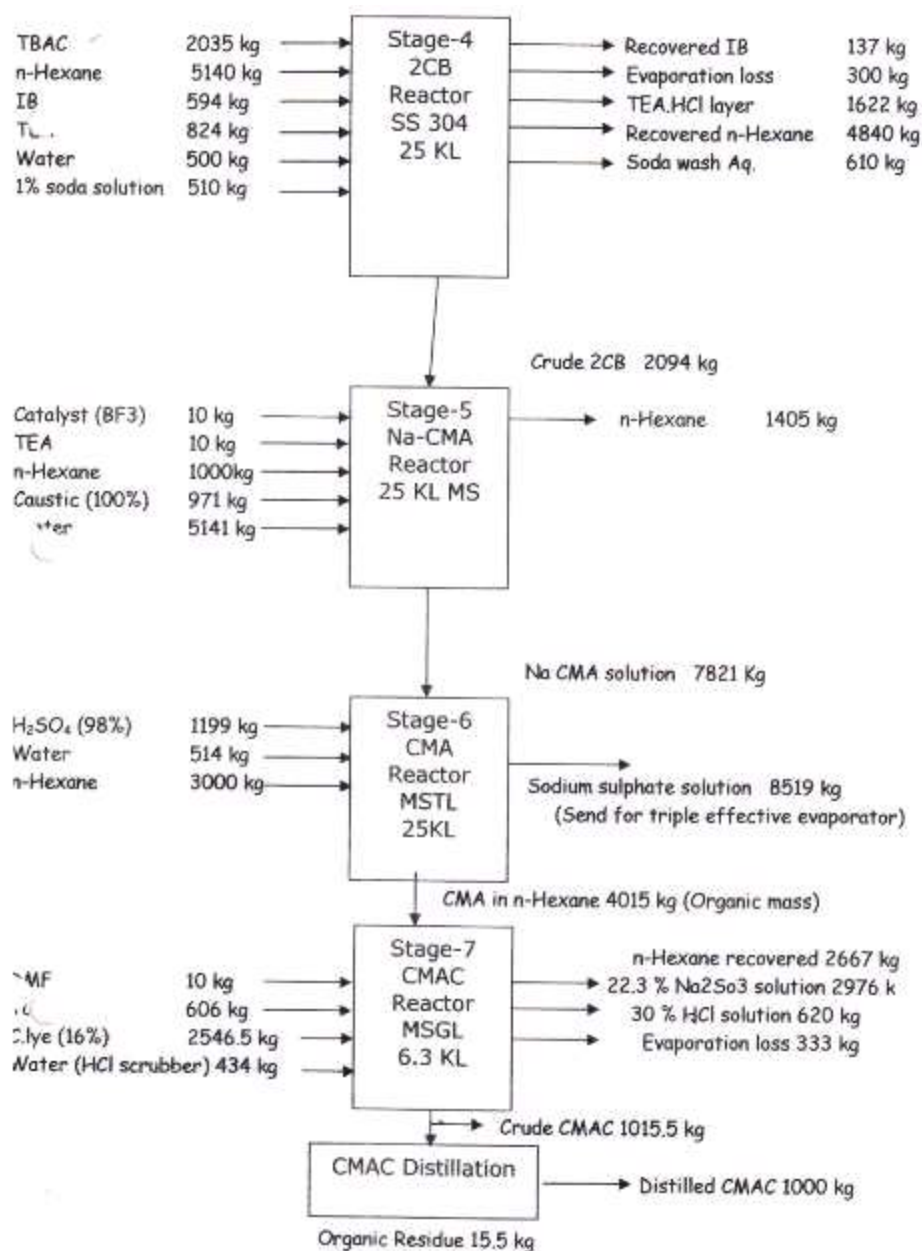 TBAC 2035 kg
n-Hexane 5140 kg
IB 594 kg
824 kg
Water 500 kg
1% soda solution 510 kg
Stage-4
2CB
Reactor
SS 304
25 KL
Recovered IB 137 kg
Evaporation loss 300 kg
TEA.HCl layer 1622 kg
Recovered n-Hexane 4840 kg
Soda wash Aq. 610 kg
Crude 2CB 2094 kg
Catalyst (BF3) 10 kg
TEA 10 kg
n-Hexane 1000kg
Caustic (100%) 971 kg
5141 kg
Stage-5
Na-CMA
Reactor
25 KL MS
n-Hexane 1405 kg
Na CMA solution 7821 Kg
H₂SO₄ (98%) 1199 kg
Water 514 kg
n-Hexane 3000 kg
Stage-6
CMA
Reactor
MSTL
25KL
Sodium sulphate solution 8519 kg
(Send for triple effective evaporator)
CMA in n-Hexane 4015 kg (Organic mass)
10 kg
606 kg
C.lye (16%) 2546.5 kg
Water (HCl scrubber) 434 kg
Stage-7
CMAC
Reactor
MSGL
6.3 KL
n-Hexane recovered 2667 kg
22.3 % Na2So3 solution 2976 k
30 % HCl solution 620 kg
Evaporation loss 333 kg
Crude CMAC 1015.5 kg
CMAC Distillation
Distilled CMAC 1000 kg
Organic Residue 15.5 kg